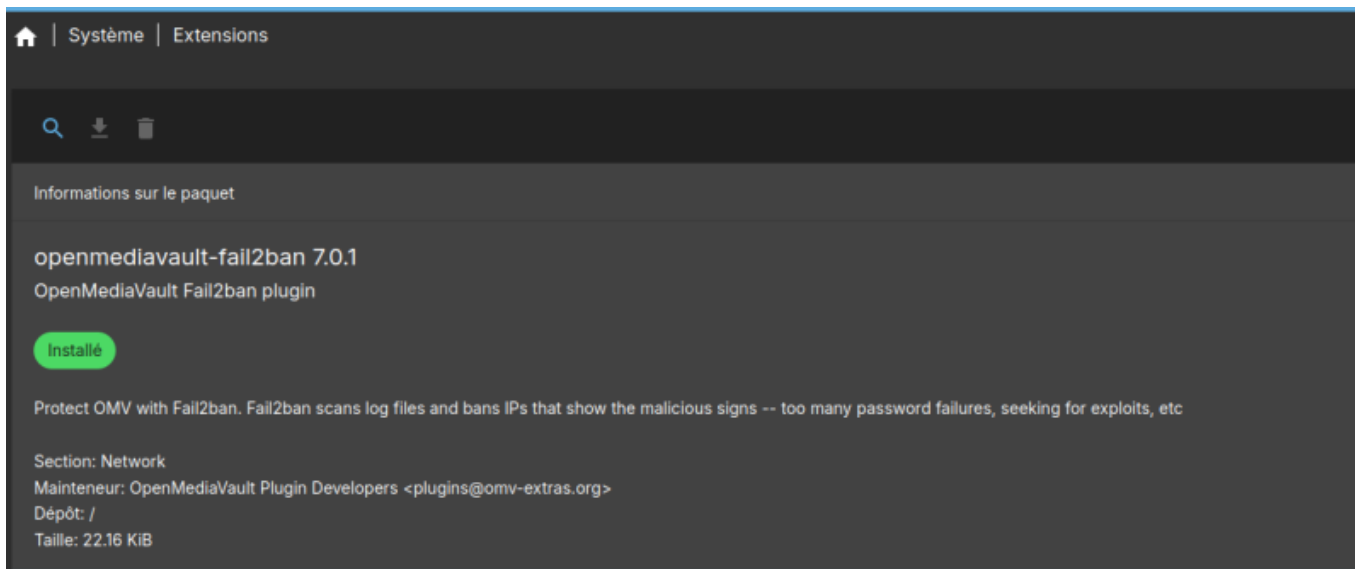 | Système | Extensions
Informations sur le paquet
openmediavault-fail2ban 7.0.1
OpenMediaVault Fail2ban plugin
Installé
Protect OMV with Fail2ban. Fail2ban scans log files and bans IPs that show the malicious signs -- too many password failures, seeking for exploits, etc
Section: Network
Mainteneur: OpenMediaVault Plugin Developers <plugins@omv-extras.org>
Dépôt: /
Taille: 22.16 KiB